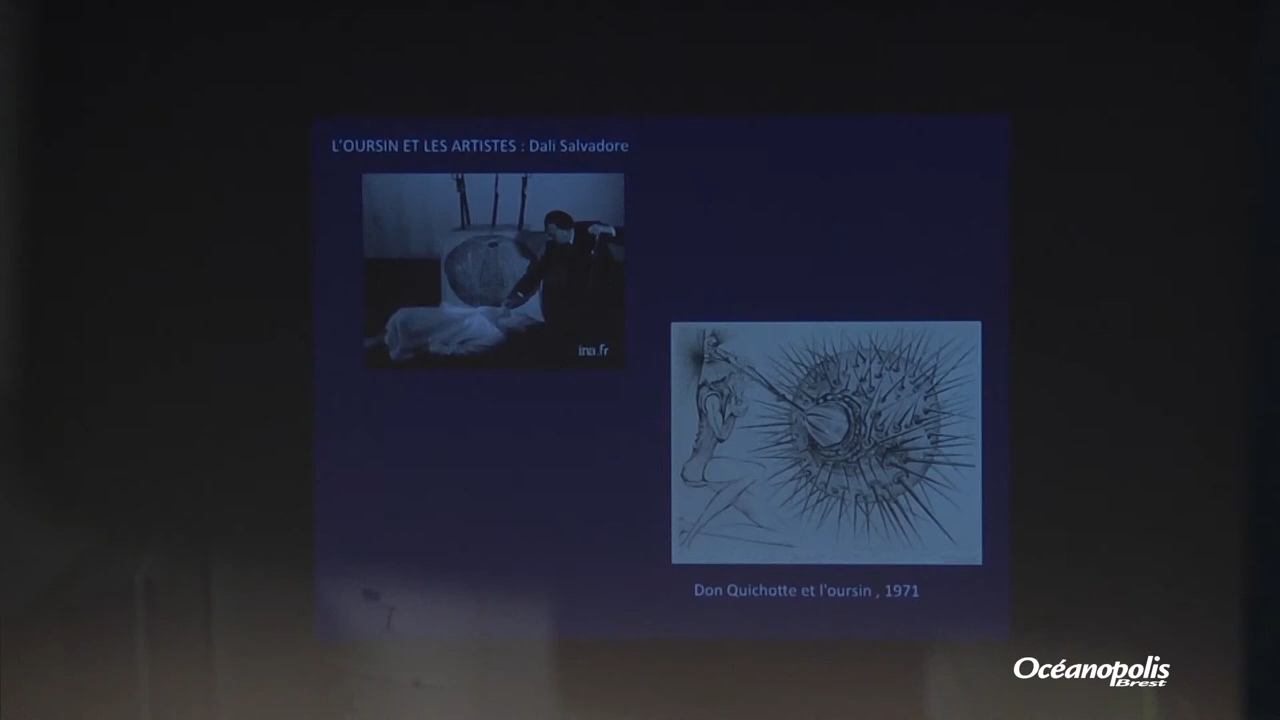 L'OURSIN ET LES ARTISTES : Dali Salvadore
ina.fr
Don Quichotte et l'oursin , 1971
Océanopolis
Brest